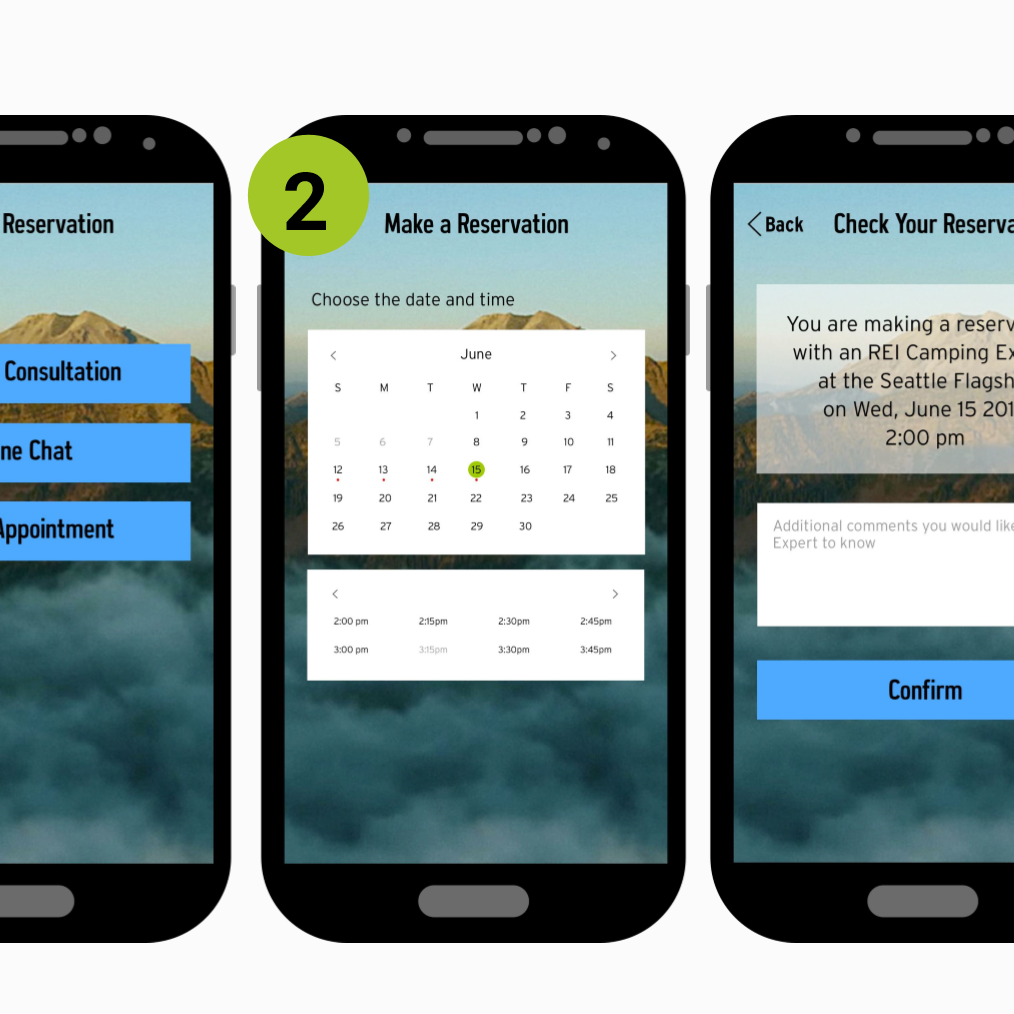 Reservation
Consultation
ne Chat
Appointment
2
Make a Reservation
Choose the date and time
< June >
S M T W T F S
1 2 3 4
5 6 7 8 9 10 11
12 13 14 15 16 17 18
19 20 21 22 23 24 25
26 27 28 29 30
< >
2:00 pm 2:15pm 2:30pm 2:45pm
3:00 pm 3:15pm 3:30pm 3:45pm
< Back Check Your Reserva
You are making a reserv
with an REI Camping Ex
at the Seattle Flagsh
on Wed, June 15 201
2:00 pm
Additional comments you would like
Expert to know
Confirm